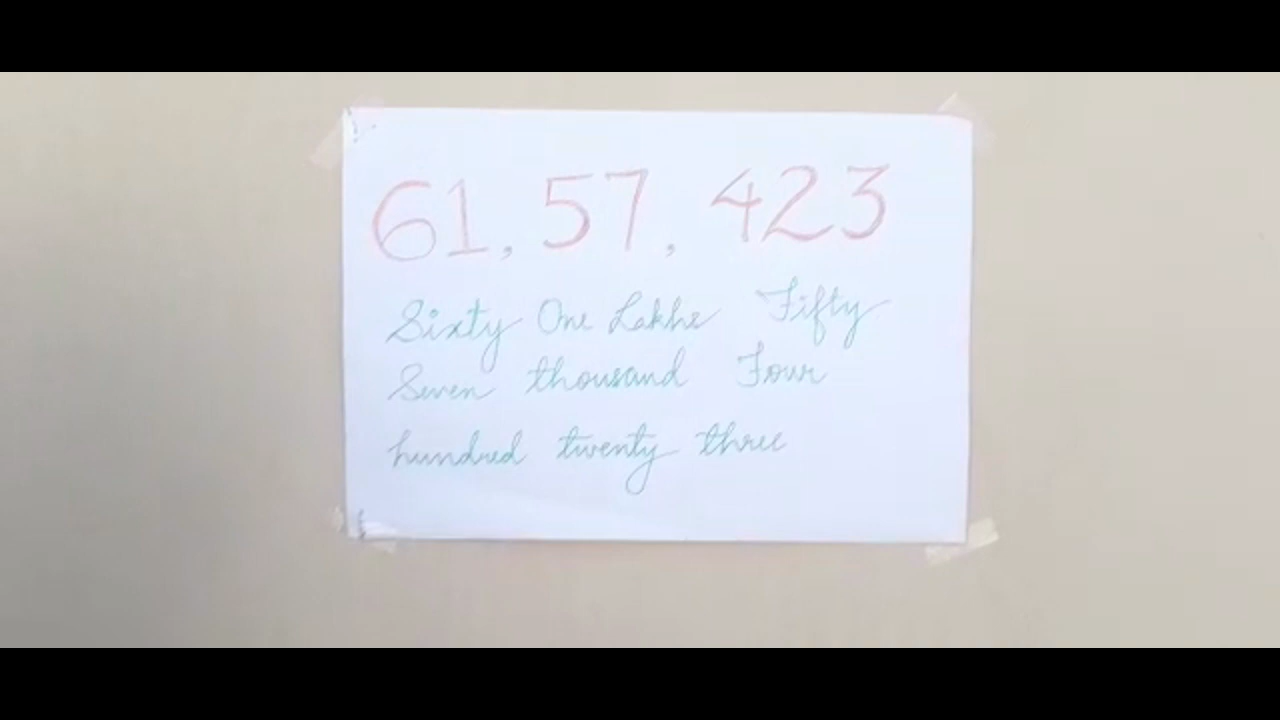 61, 57, 423
Sixty One Lakhs Fifty
Seven thousand Four
hundred twenty three